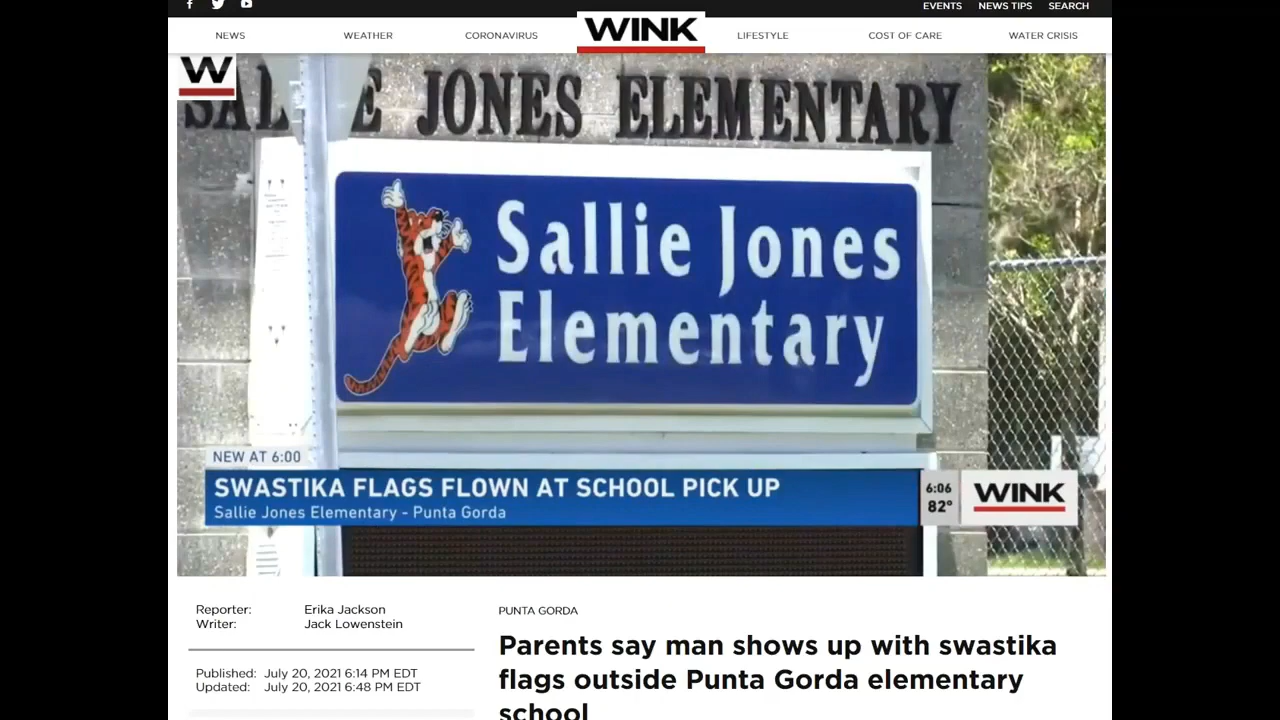 EVENTS NEWS TIPS SEARCH
NEWS WEATHER CORONAVIRUS WINK LIFESTYLE COST OF CARE WATER CRISIS
W
SALLIE JONES ELEMENTARY
Sallie Jones
Elementary
NEW AT 6:00
SWASTIKA FLAGS FLOWN AT SCHOOL PICK UP
Sallie Jones Elementary - Punta Gorda
6:06
82°
WINK
Reporter: Erika Jackson
Writer: Jack Lowenstein
Published: July 20, 2021 6:14 PM EDT
Updated: July 20, 2021 6:48 PM EDT
PUNTA GORDA
Parents say man shows up with swastika
flags outside Punta Gorda elementary
school